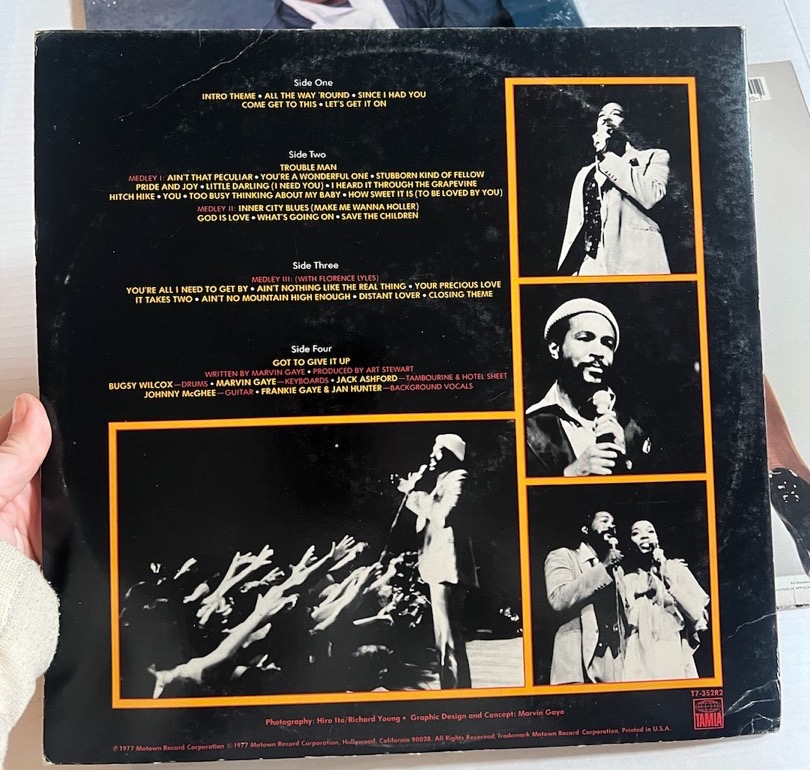 Side One
INTRO THEME • ALL THE WAY 'ROUND • SINCE I HAD YOU
COME GET TO THIS • LET'S GET IT ON
Side Two
TROUBLE MAN
MEDLEY I: AIN'T THAT PECULIAR • YOU'RE A WONDERFUL ONE • STUBBORN KIND OF FELLOW
PRIDE AND JOY • LITTLE DARLING (I NEED YOU) • I HEARD IT THROUGH THE GRAPEVINE
HITCH HIKE • YOU • TOO BUSY THINKING ABOUT MY BABY • HOW SWEET IT IS (TO BE LOVED BY YOU)
MEDLEY II: INNER CITY BLUES (MAKE ME WANNA HOLLER)
GOD IS LOVE • WHAT'S GOING ON • SAVE THE CHILDREN
Side Three
MEDLEY III: (WITH FLORENCE LYLES)
YOU'RE ALL I NEED TO GET BY • AIN'T NOTHING LIKE THE REAL THING • YOUR PRECIOUS LOVE
IT TAKES TWO • AIN'T NO MOUNTAIN HIGH ENOUGH • DISTANT LOVER • CLOSING THEME
Side Four
GOT TO GIVE IT UP
WRITTEN BY MARVIN GAYE • PRODUCED BY ART STEWART
BUGSY WILCOX—DRUMS • MARVIN GAYE—KEYBOARDS • JACK ASHFORD—TAMBOURINE & HOTEL SHEET
JOHNNY McGHEE—GUITAR • FRANKIE GAYE & JAN HUNTER—BACKGROUND VOCALS
T7-352R2
TAMLA
Photography: Hiro Ito/Richard Young • Graphic Design and Concept: Marvin Gaye
℗1977 Motown Record Corporation ©1977 Motown Record Corporation, Hollywood, California 90028. All Rights Reserved. Trademark Motown Record Corporation. Printed in U.S.A.